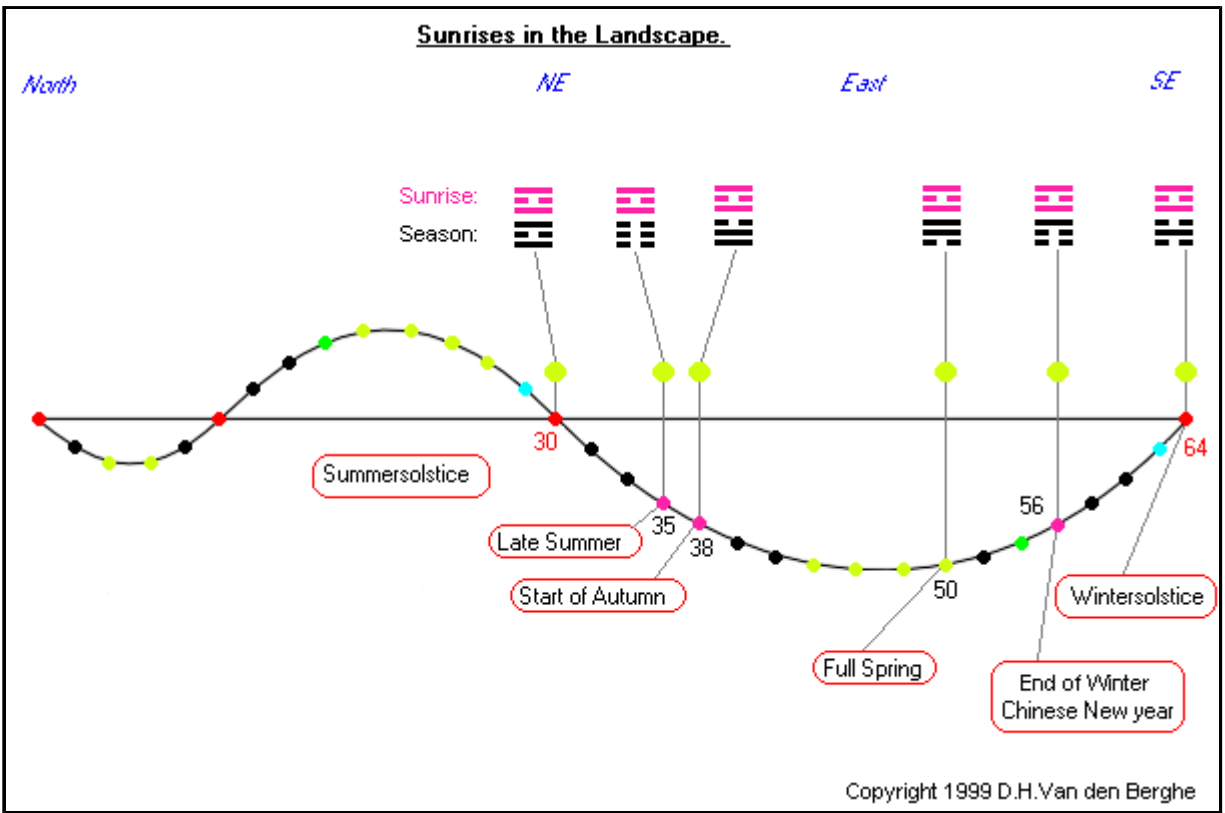 Sunrises in the Landscape.
North NE East SE
Sunrise:
Season:
30
64
Summersolstice
56
35
Late Summer
38
Start of Autumn
50
Wintersolstice
Full Spring
End of Winter
Chinese New year
Copyright 1999 D.H.Van den Berghe